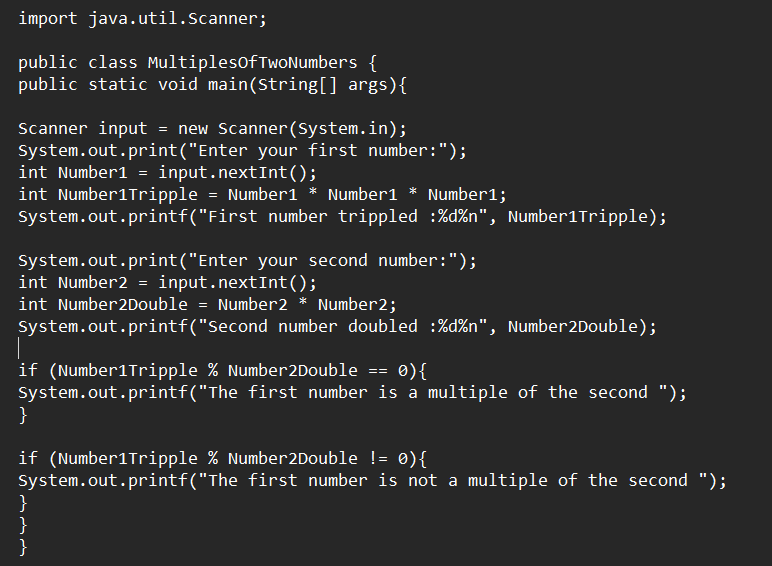 import java.util.Scanner;
public class MultiplesOfTwoNumbers {
public static void main(String[] args){
Scanner input = new Scanner(System.in);
System.out.print("Enter your first number:");
int Number1 = input.nextInt();
int Number1Tripple = Number1 * Number1 * Number1;
System.out.printf("First number trippled :%d%n", Number1Tripple);
System.out.print("Enter your second number:");
int Number2 = input.nextInt();
int Number2Double = Number2 * Number2;
System.out.printf("Second number doubled :%d%n", Number2Double);
if (Number1Tripple % Number2Double == 0){
System.out.printf("The first number is a multiple of the second ");
}
if (Number1Tripple % Number2Double != 0){
System.out.printf("The first number is not a multiple of the second ");
}
}
}